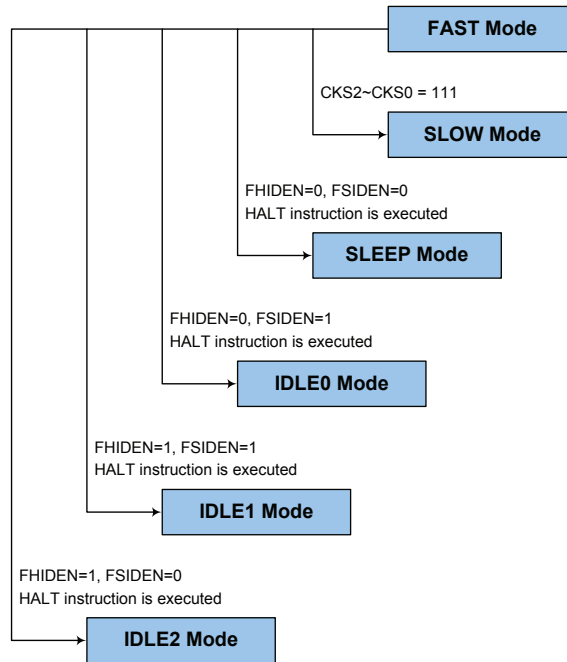 FAST Mode
CKS2~CKS0 = 111
SLOW Mode
FHIDEN=0, FSIDEN=0
HALT instruction is executed
SLEEP Mode
FHIDEN=0, FSIDEN=1
HALT instruction is executed
IDLE0 Mode
FHIDEN=1, FSIDEN=1
HALT instruction is executed
IDLE1 Mode
FHIDEN=1, FSIDEN=0
HALT instruction is executed
IDLE2 Mode